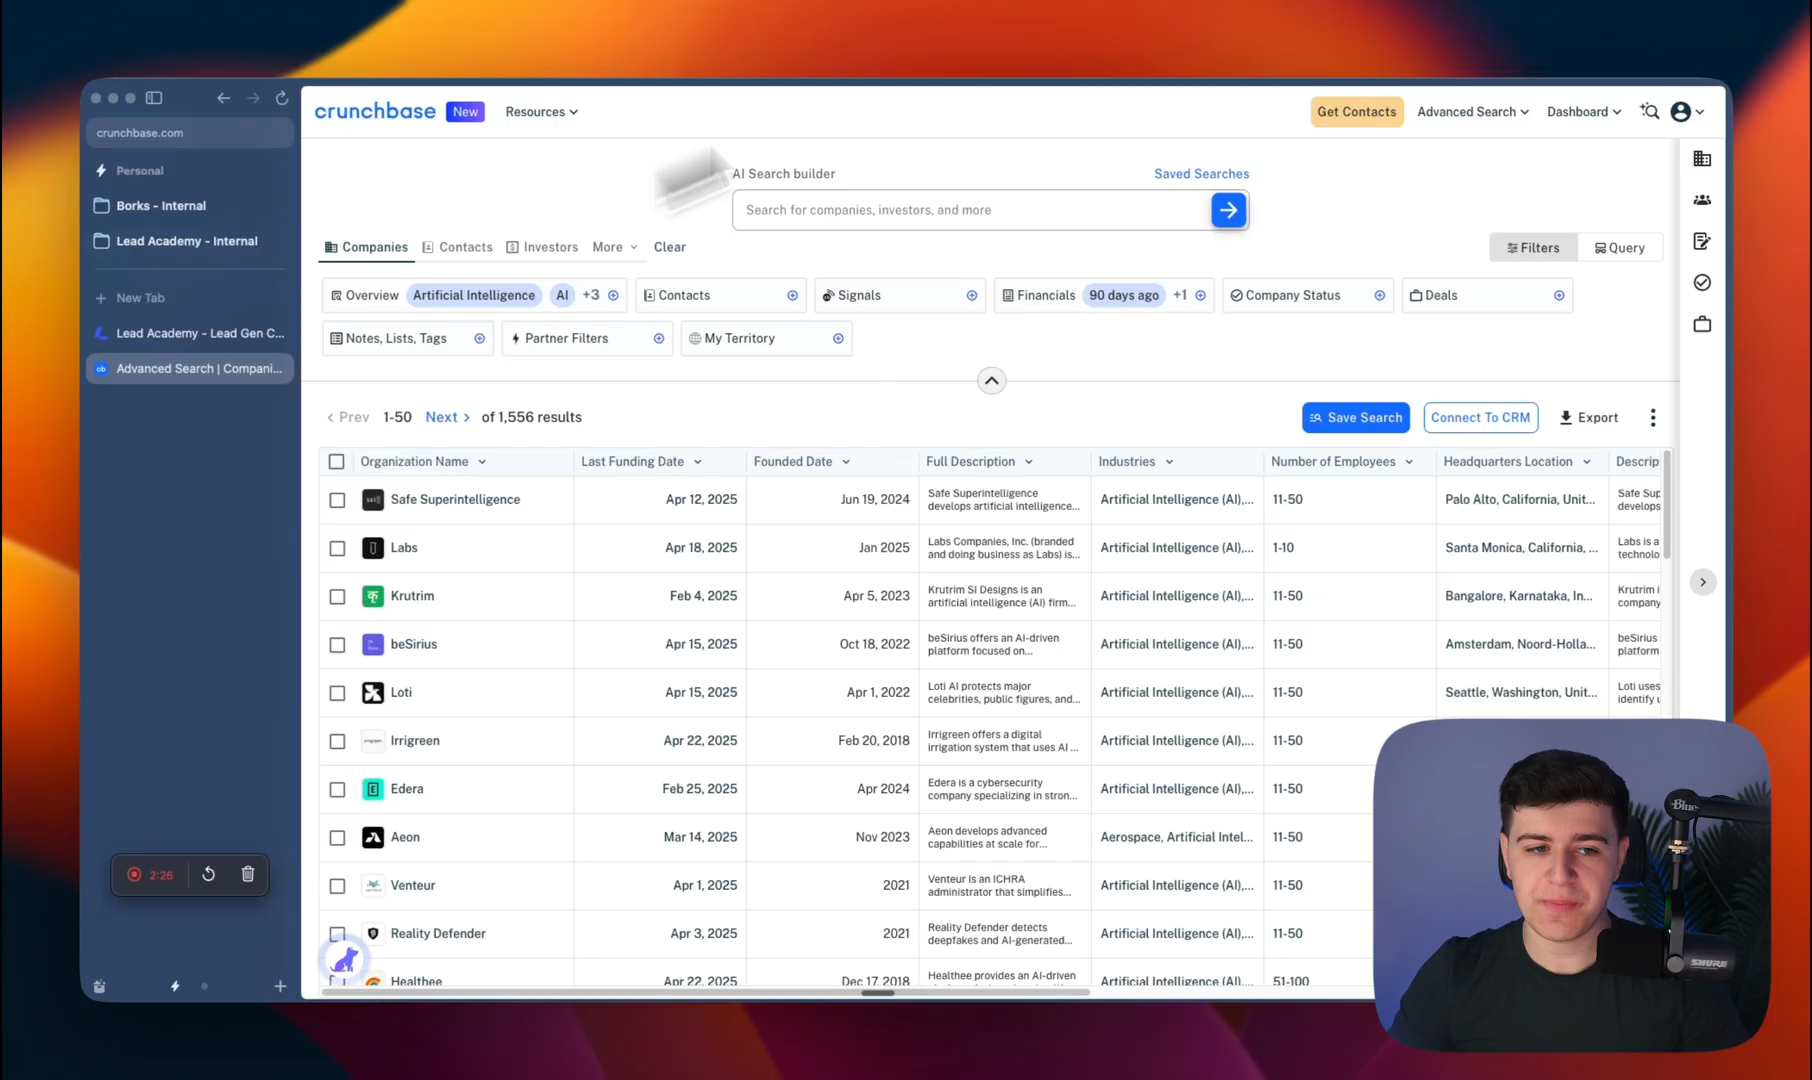 crunchbase New Resources Get Contacts Advanced Search Dashboard
crunchbase.com
Personal
Borks - Internal
Lead Academy - Internal
New Tab
Lead Academy - Lead Gen C...
Advanced Search | Compani...
2:26
AI Search builder Saved Searches
Search for companies, investors, and more
Companies Contacts Investors More Clear Filters Query
Overview Artificial Intelligence AI +3 Contacts Signals Financials 90 days ago +1 Company Status Deals
Notes, Lists, Tags Partner Filters My Territory
< Prev 1-50 Next > of 1,556 results Save Search Connect To CRM Export
Organization Name Last Funding Date Founded Date Full Description Industries Number of Employees Headquarters Location Descrip
Safe Superintelligence Apr 12, 2025 Jun 19, 2024 Safe Superintelligence Artificial Intelligence (AI),... 11-50 Palo Alto, California, Unit... Safe Sup
develops artificial intelligence... develops
Labs Apr 18, 2025 Jan 2025 Labs Companies, Inc. (branded Artificial Intelligence (AI),... 1-10 Santa Monica, California, ... Labs is a
and doing business as Labs) is... technolo
Krutrim Feb 4, 2025 Apr 5, 2023 Krutrim SI Designs is an Artificial Intelligence (AI),... 11-50 Bangalore, Karnataka, In... Krutrim i
artificial intelligence (AI) firm... company
beSirius Apr 15, 2025 Oct 18, 2022 beSirius offers an AI-driven Artificial Intelligence (AI),... 11-50 Amsterdam, Noord-Holla... beSirius
platform focused on... platform
Loti Apr 15, 2025 Apr 1, 2022 Loti AI protects major Artificial Intelligence (AI),... 11-50 Seattle, Washington, Unit... Loti uses
celebrities, public figures, and... identify u
Irrigreen Apr 22, 2025 Feb 20, 2018 Irrigreen offers a digital Artificial Intelligence (AI),... 11-50
irrigation system that uses AI ...
Edera Feb 25, 2025 Apr 2024 Edera is a cybersecurity Artificial Intelligence (AI),... 11-50
company specializing in stron...
Aeon Mar 14, 2025 Nov 2023 Aeon develops advanced Aerospace, Artificial Intel... 11-50
capabilities at scale for...
Venteur Apr 1, 2025 2021 Venteur is an ICHRA Artificial Intelligence (AI),... 11-50
administrator that simplifies...
Reality Defender Apr 3, 2025 2021 Reality Defender detects Artificial Intelligence (AI),... 11-50
deepfakes and AI-generated...
Healthee Apr 22, 2025 Dec 17, 2018 Healthee provides an AI-driven Artificial Intelligence (AI),... 51-100
Blue
SHURE